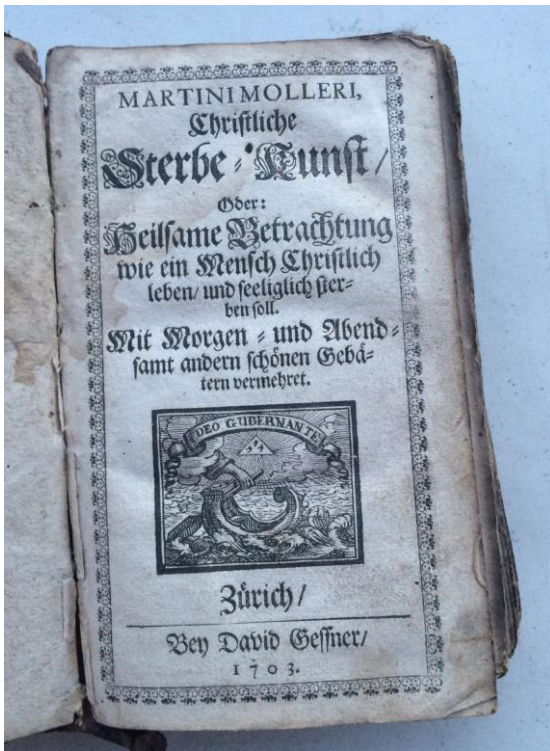 MARTINI MOLLERI,
Christliche
Sterbe-Kunst/
Oder:
Heilsame Betrachtung
wie ein Mensch Christlich
leben/ und seeliglich ster-
ben soll.
Mit Morgen- und Abend-
samt andern schönen Gebä-
tern vermehret.
DEO GUBERNANTE
Zürich/
Bey David Gessner/
1703.